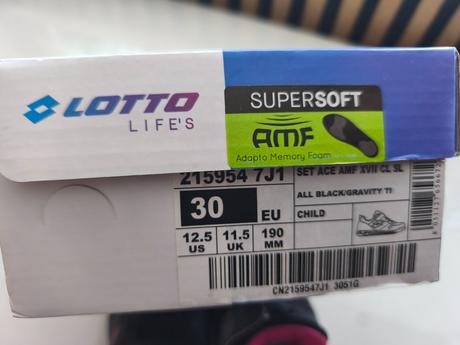 LOTTO
LIFE'S
SUPERSOFT
AMF
Adapto Memory Foam
215954 7J1
SET ACE AMF XVII CL SL
30 EU
ALL BLACK/GRAVITY TI
CHILD
12.5 US
11.5 UK
190 MM
CN2159547J1 3051G